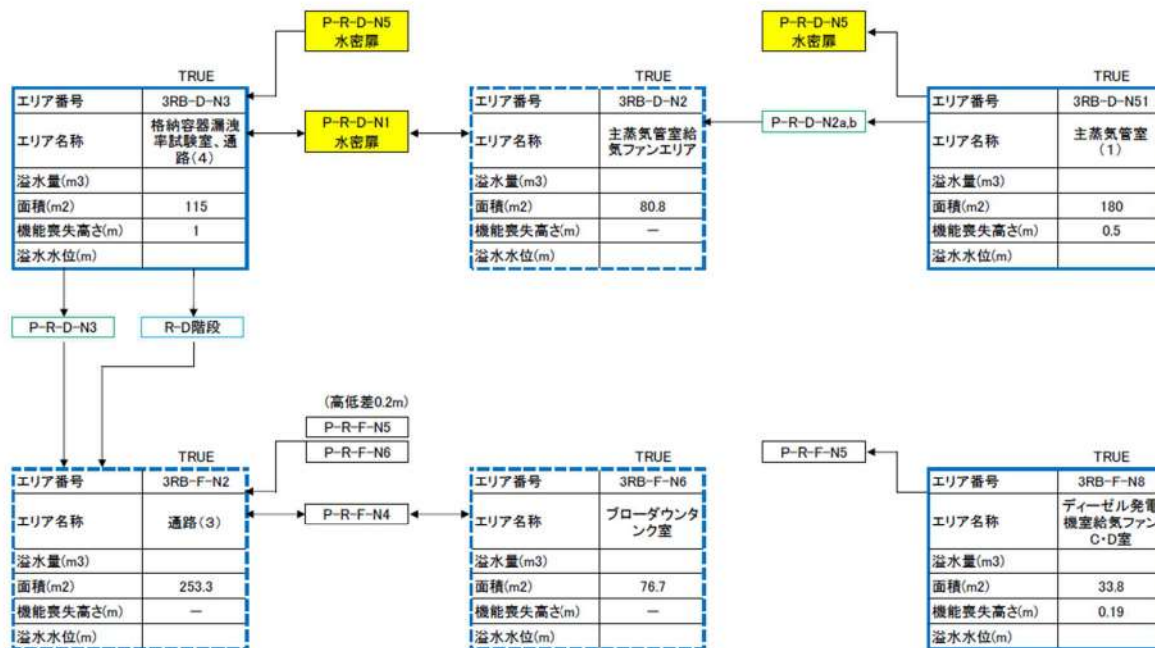 P-R-D-N5
水密扉
P-R-D-N5
水密扉
TRUE
エリア番号 3RB-D-N3
エリア名称 格納容器漏洩
率試験室、通
路(4)
溢水量(m3)
面積(m2) 115
機能喪失高さ(m) 1
溢水水位(m)
P-R-D-N1
水密扉
TRUE
エリア番号 3RB-D-N2
エリア名称 主蒸気管室給
気ファンエリア
溢水量(m3)
面積(m2) 80.8
機能喪失高さ(m) －
溢水水位(m)
P-R-D-N2a,b
TRUE
エリア番号 3RB-D-N51
エリア名称 主蒸気管室
(1)
溢水量(m3)
面積(m2) 180
機能喪失高さ(m) 0.5
溢水水位(m)
P-R-D-N3
R-D階段
(高低差0.2m)
P-R-F-N5
P-R-F-N6
P-R-F-N5
TRUE
エリア番号 3RB-F-N2
エリア名称 通路(3)
溢水量(m3)
面積(m2) 253.3
機能喪失高さ(m) －
溢水水位(m)
P-R-F-N4
TRUE
エリア番号 3RB-F-N6
エリア名称 ブローダウンタ
ンク室
溢水量(m3)
面積(m2) 76.7
機能喪失高さ(m) －
溢水水位(m)
TRUE
エリア番号 3RB-F-N8
エリア名称 ディーゼル発電
機室給気ファン
C・D室
溢水量(m3)
面積(m2) 33.8
機能喪失高さ(m) 0.19
溢水水位(m)